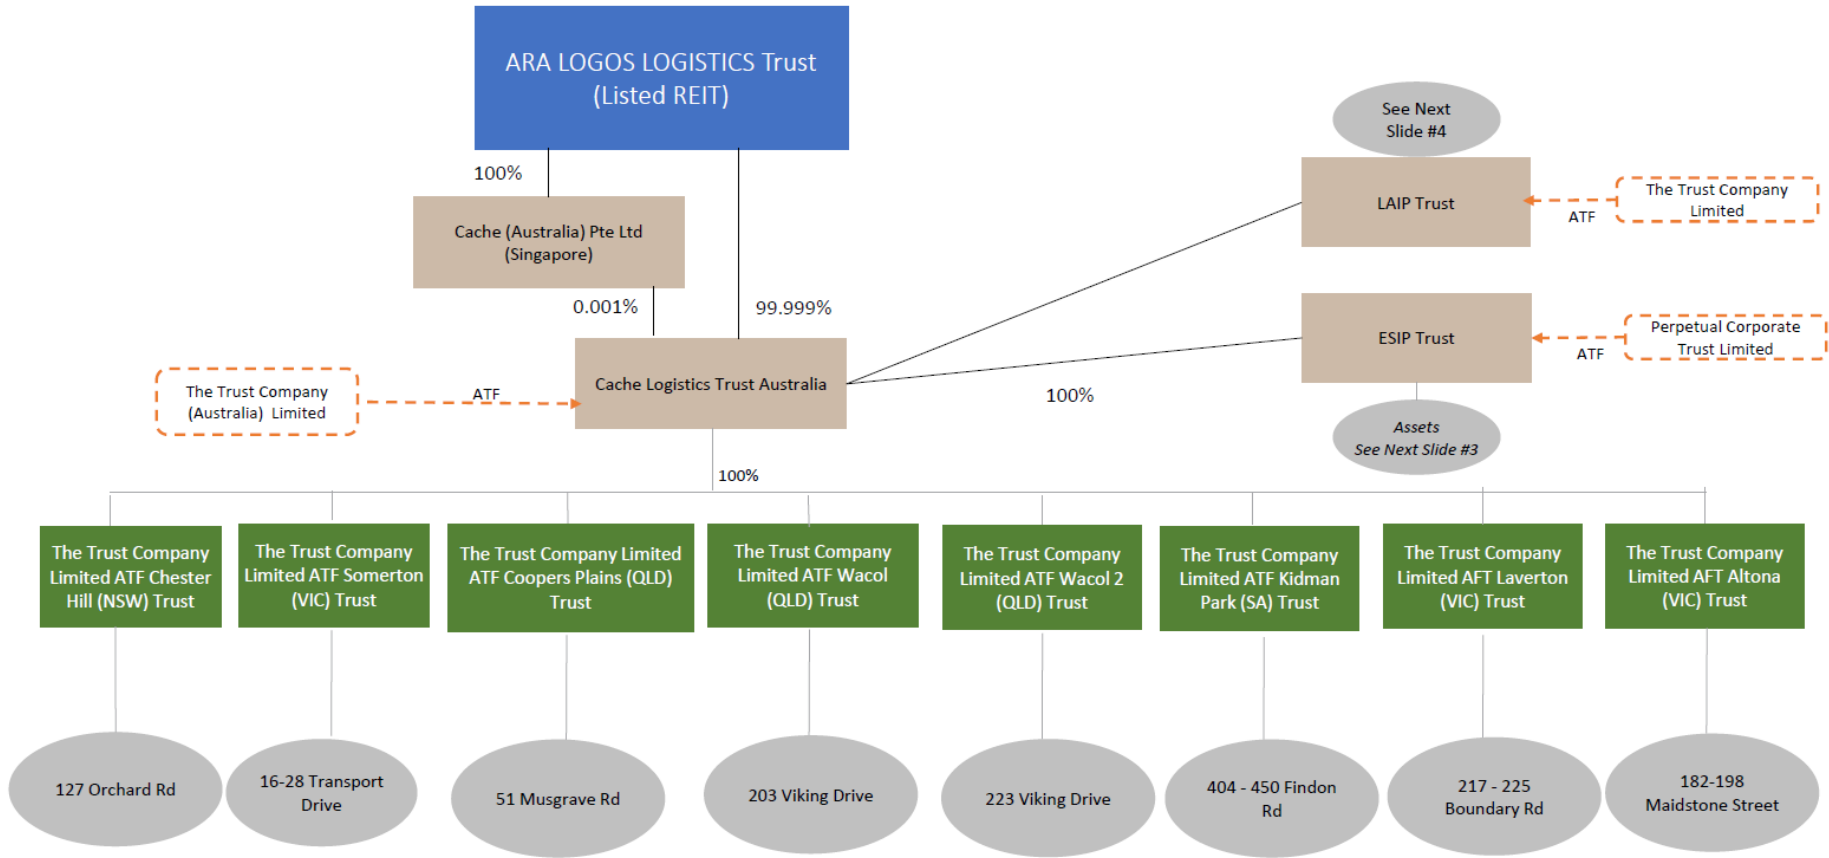 ARA LOGOS LOGISTICS Trust
(Listed REIT)
100%
Cache (Australia) Pte Ltd
(Singapore)
0.001%
99.999%
Cache Logistics Trust Australia
The Trust Company
(Australia)  Limited
ATF
100%
See Next
Slide #4
LAIP Trust
ATF
The Trust Company
Limited
ESIP Trust
ATF
Perpetual Corporate
Trust Limited
Assets
See Next Slide #3
100%
The Trust Company
Limited ATF Chester
Hill (NSW) Trust
The Trust Company
Limited ATF Somerton
(VIC) Trust
The Trust Company Limited
ATF Coopers Plains (QLD)
Trust
The Trust Company
Limited ATF Wacol
(QLD) Trust
The Trust Company
Limited ATF Wacol 2
(QLD) Trust
The Trust Company
Limited ATF Kidman
Park (SA) Trust
The Trust Company
Limited AFT Laverton
(VIC) Trust
The Trust Company
Limited AFT Altona
(VIC) Trust
127 Orchard Rd
16-28 Transport
Drive
51 Musgrave Rd
203 Viking Drive
223 Viking Drive
404 - 450 Findon
Rd
217 - 225
Boundary Rd
182-198
Maidstone Street